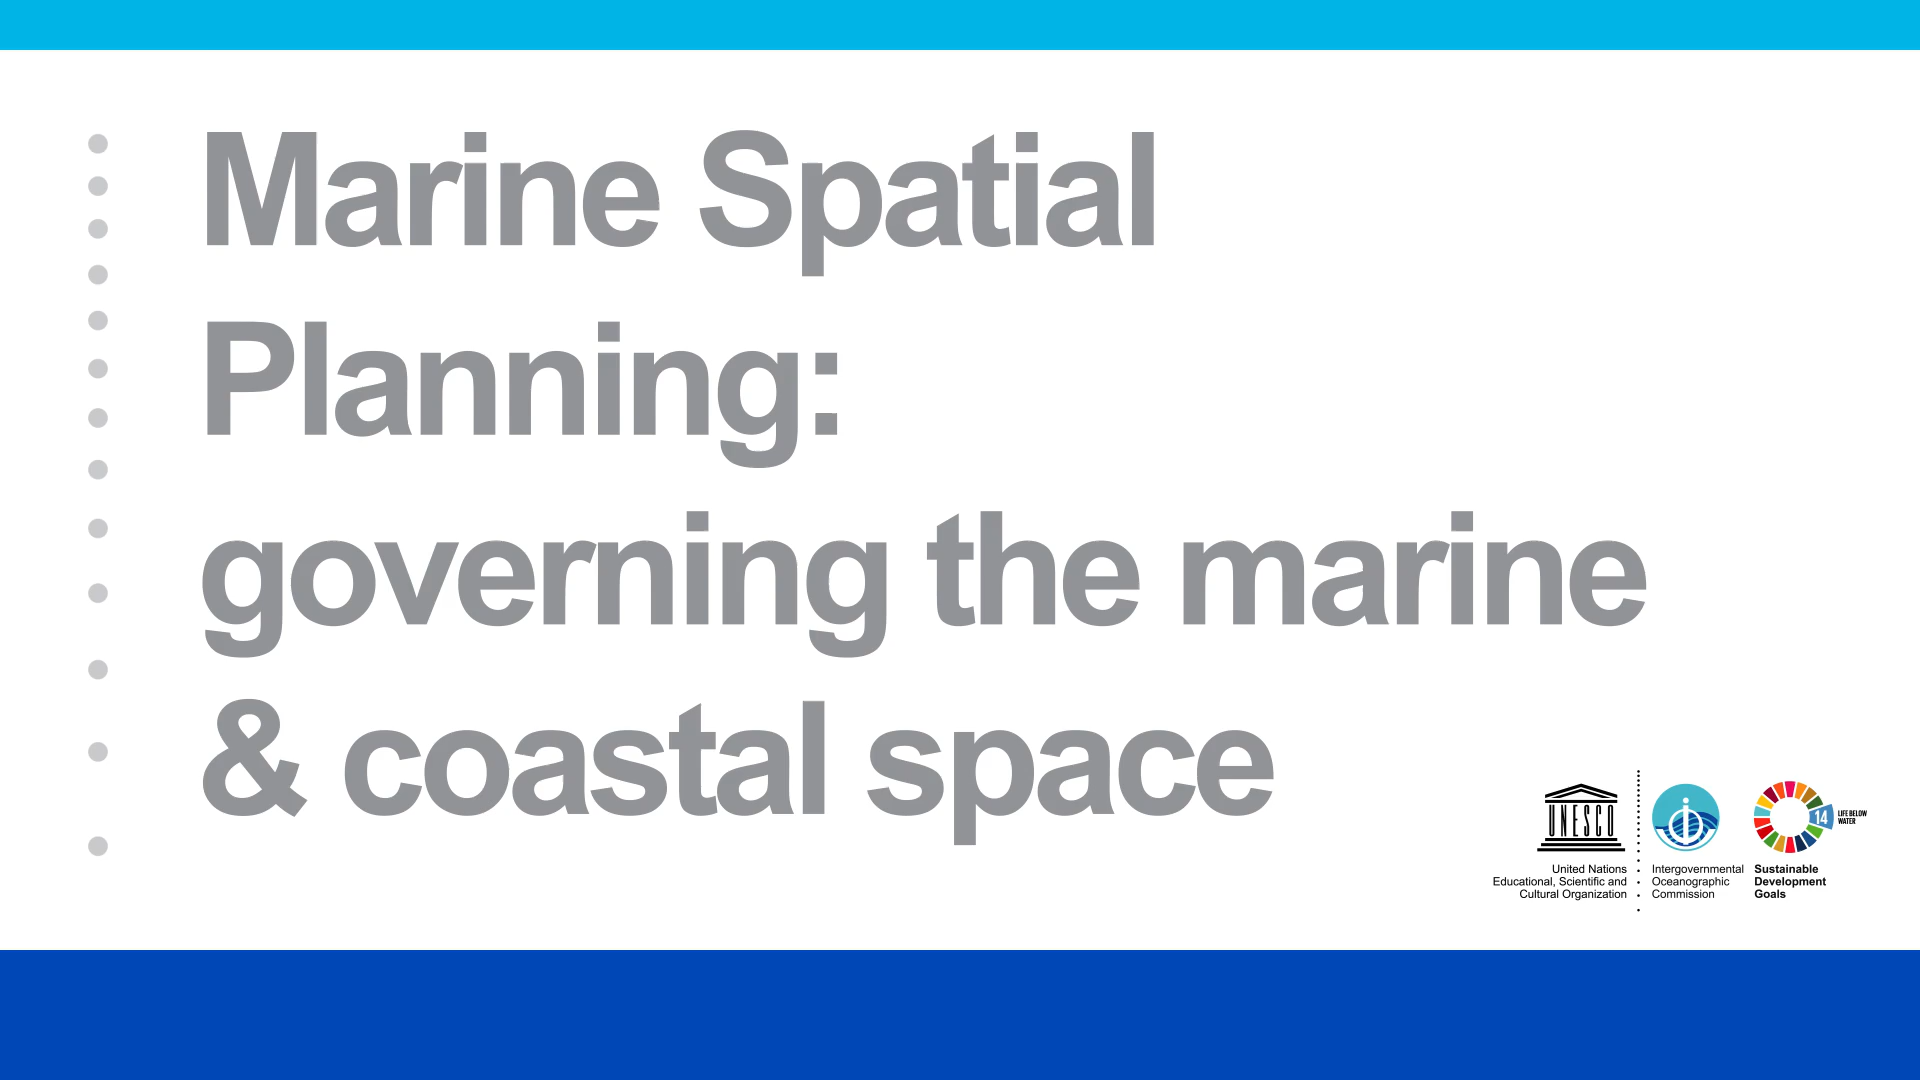 Marine Spatial
Planning:
governing the marine
& coastal space
UNESCO
United Nations
Educational, Scientific and
Cultural Organization
Intergovernmental
Oceanographic
Commission
14
LIFE BELOW
WATER
Sustainable
Development
Goals